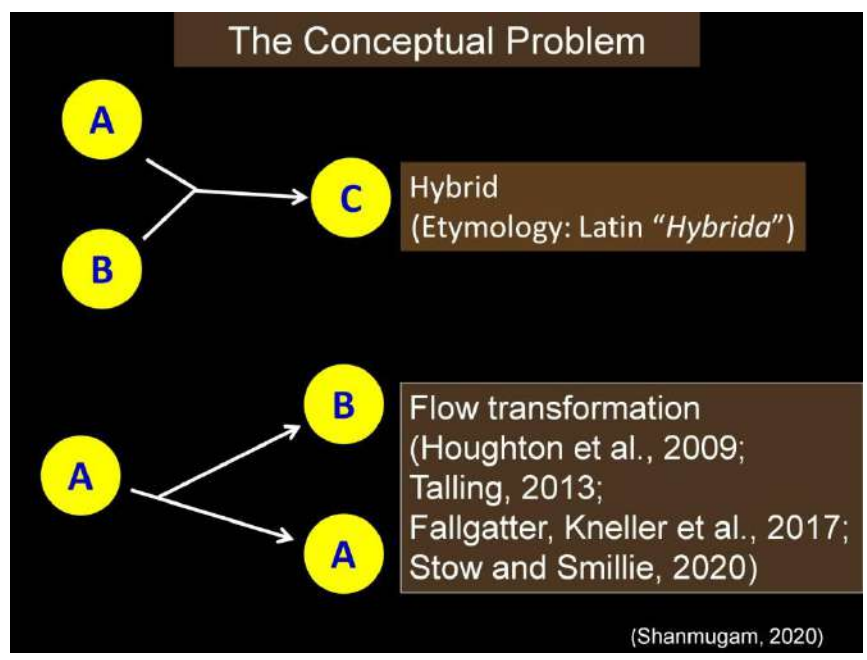 The Conceptual Problem
A
B
C
Hybrid
(Etymology: Latin “Hybrida”)
A
B
A
Flow transformation
(Houghton et al., 2009;
Talling, 2013;
Fallgatter, Kneller et al., 2017;
Stow and Smillie, 2020)
(Shanmugam, 2020)